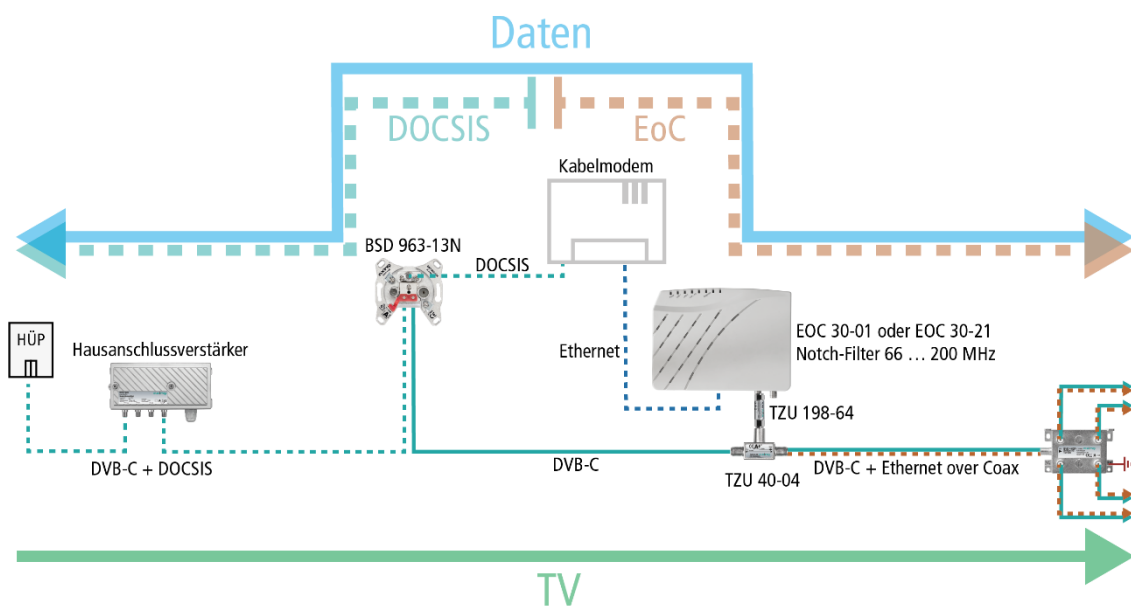 Daten
DOCSIS
EoC
Kabelmodem
BSD 963-13N
DOCSIS
HÜP
Hausanschlussverstärker
Ethernet
EOC 30-01 oder EOC 30-21
Notch-Filter 66 … 200 MHz
TZU 198-64
DVB-C + DOCSIS
DVB-C
TZU 40-04
DVB-C + Ethernet over Coax
TV